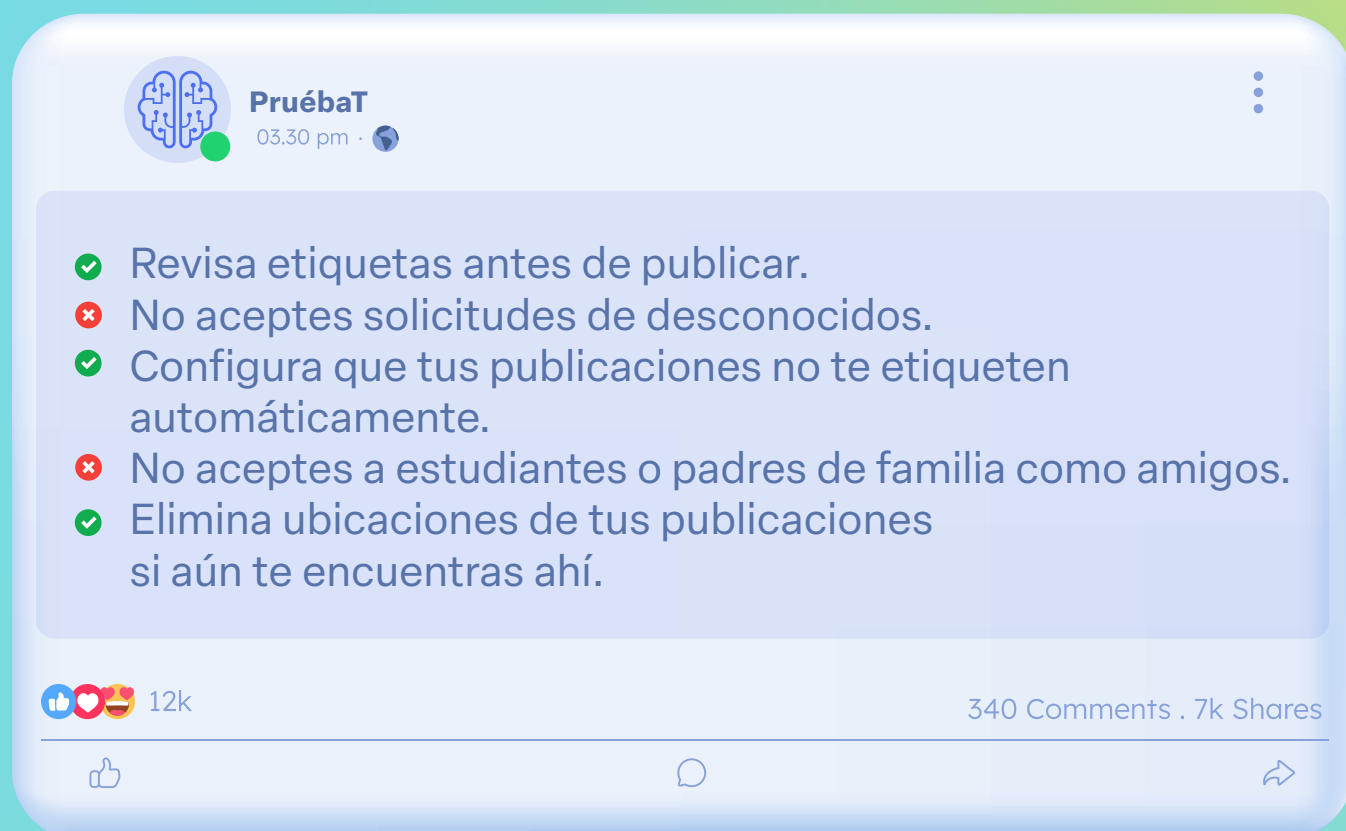 PruébaT
03.30 pm ·
Revisa etiquetas antes de publicar.
No aceptes solicitudes de desconocidos.
Configura que tus publicaciones no te etiqueten
automáticamente.
No aceptes a estudiantes o padres de familia como amigos.
Elimina ubicaciones de tus publicaciones
si aún te encuentras ahí.
12k
340 Comments . 7k Shares